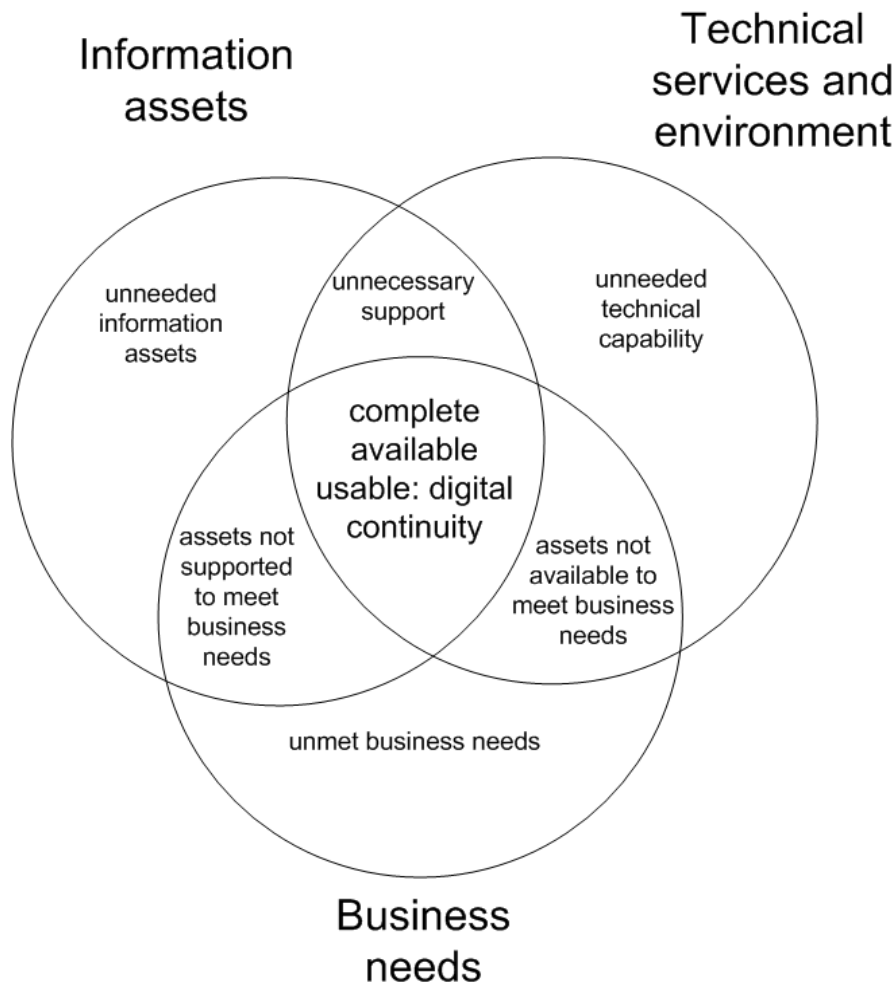 Information
assets
Technical
services and
environment
unneeded
information
assets
unnecessary
support
unneeded
technical
capability
complete
available
usable: digital
continuity
assets not
supported
to meet
business
needs
assets not
available to
meet business
needs
unmet business needs
Business
needs